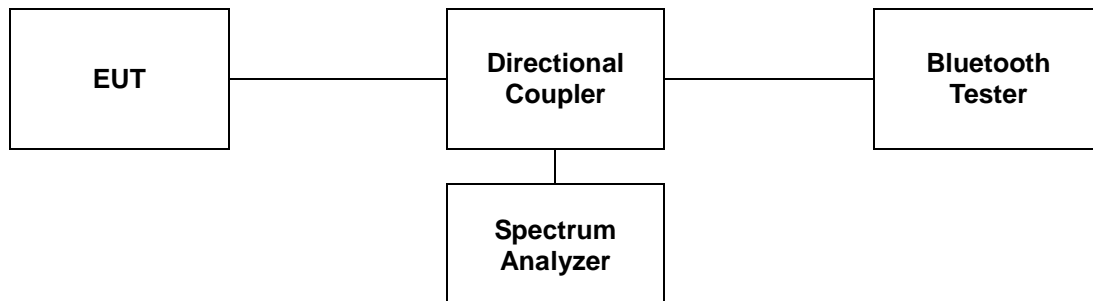 EUT
Directional
Coupler
Bluetooth
Tester
Spectrum
Analyzer